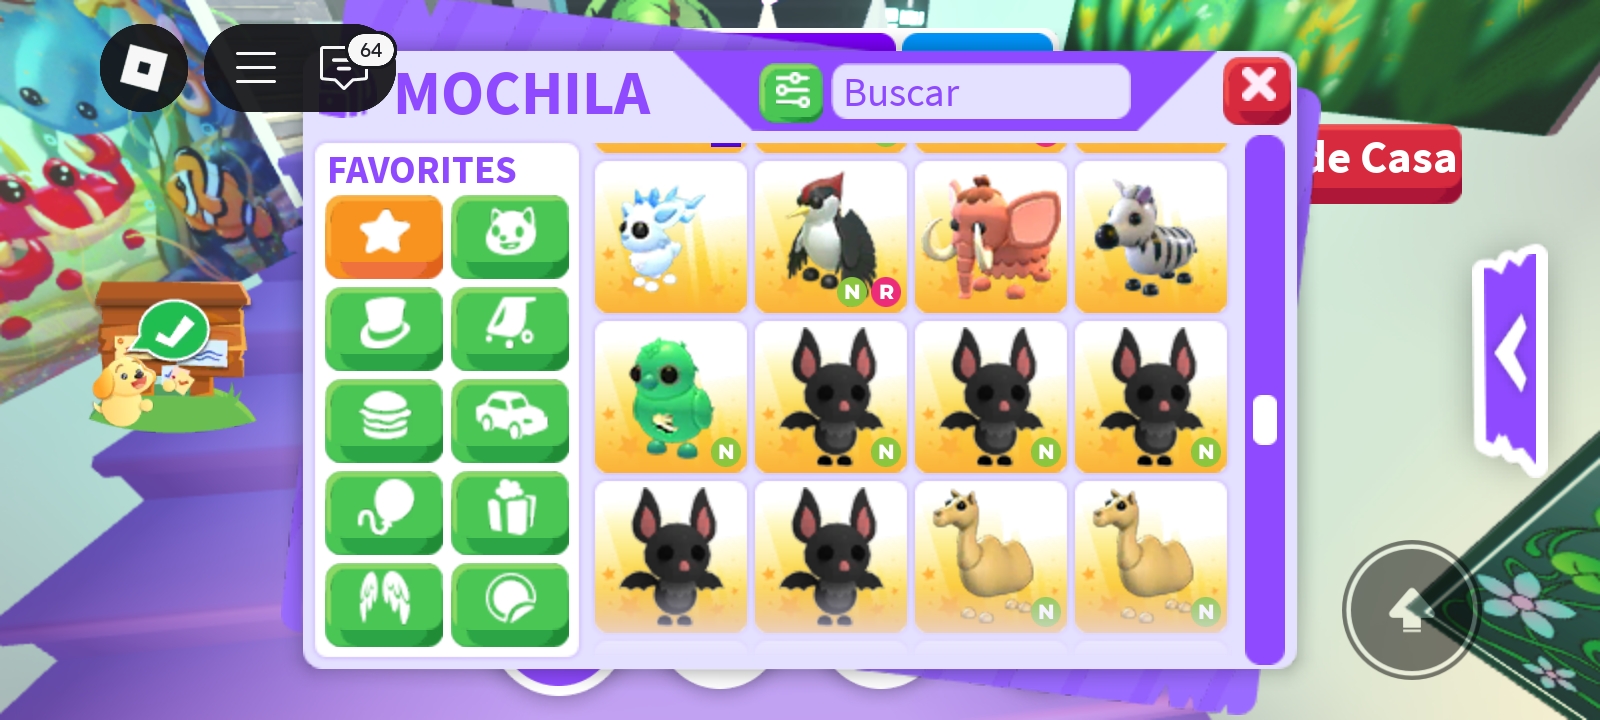 64
MOCHILA
Buscar
FAVORITES
de Casa
N R
N
N
N
N
N
N